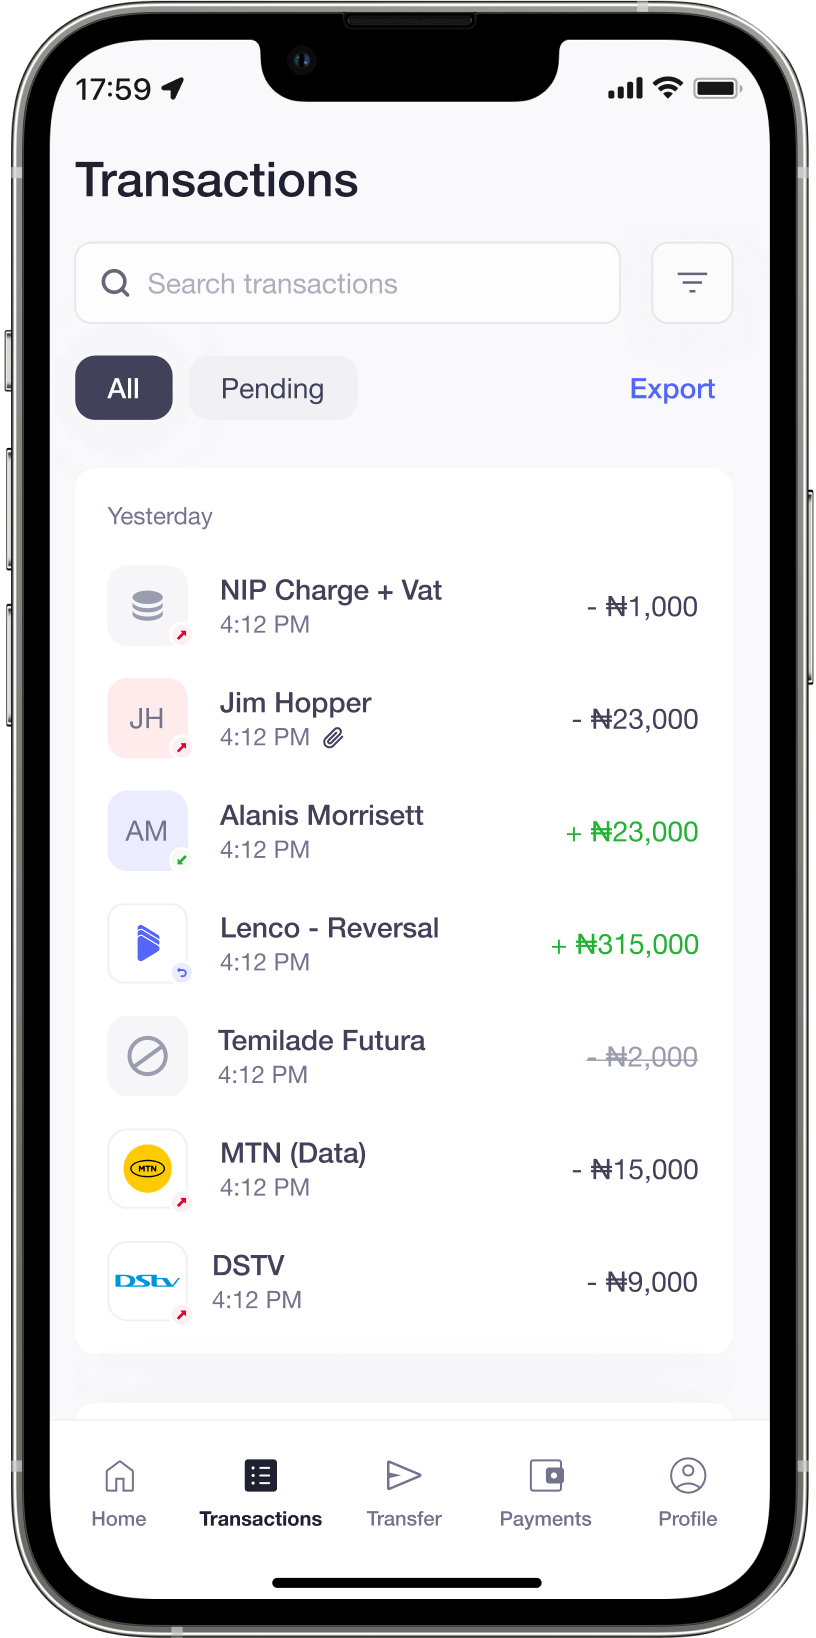 17:59
Transactions
Search transactions
All
Pending
Export
Yesterday
NIP Charge + Vat
4:12 PM
- ₦1,000
JH
Jim Hopper
4:12 PM
- ₦23,000
AM
Alanis Morrisett
4:12 PM
+ ₦23,000
Lenco - Reversal
4:12 PM
+ ₦315,000
Temilade Futura
4:12 PM
- ₦2,000
MTN
MTN (Data)
4:12 PM
- ₦15,000
DStv
DSTV
4:12 PM
- ₦9,000
Home
Transactions
Transfer
Payments
Profile